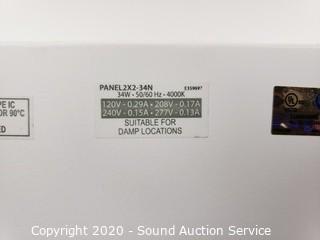 PANEL2X2-34N
E359697
34W • 50/60 Hz • 4000K
120V - 0.29A • 208V - 0.17A
240V - 0.15A • 277V - 0.13A
SUITABLE FOR
DAMP LOCATIONS
PE IC
OR 90°C
ED
UL
Copyright 2020 - Sound Auction Service